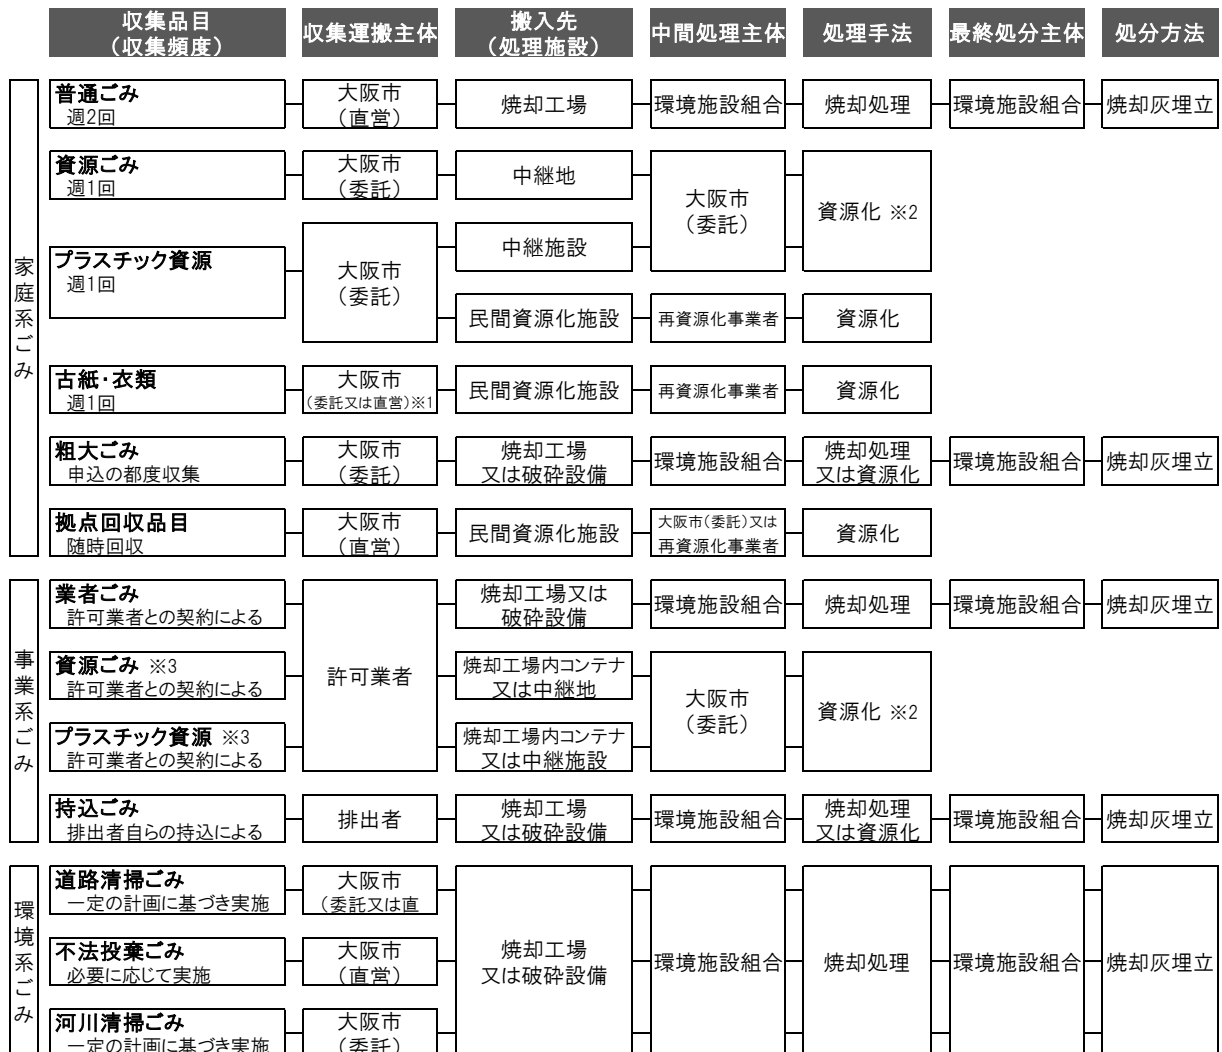 収集品目
（収集頻度）
収集運搬主体
搬入先
（処理施設）
中間処理主体
処理手法
最終処分主体
処分方法
家庭系ごみ
普通ごみ
週2回
大阪市
（直営）
焼却工場
環境施設組合
焼却処理
環境施設組合
焼却灰埋立
資源ごみ
週1回
大阪市
（委託）
中継地
大阪市
（委託）
資源化 ※2
プラスチック資源
週1回
大阪市
（委託）
中継施設
民間資源化施設
再資源化事業者
資源化
古紙・衣類
週1回
大阪市
（委託又は直営）※1
民間資源化施設
再資源化事業者
資源化
粗大ごみ
申込の都度収集
大阪市
（委託）
焼却工場
又は破砕設備
環境施設組合
焼却処理
又は資源化
環境施設組合
焼却灰埋立
拠点回収品目
随時回収
大阪市
（直営）
民間資源化施設
大阪市（委託）又は
再資源化事業者
資源化
事業系ごみ
業者ごみ
許可業者との契約による
許可業者
焼却工場又は
破砕設備
環境施設組合
焼却処理
環境施設組合
焼却灰埋立
資源ごみ ※3
許可業者との契約による
焼却工場内コンテナ
又は中継地
大阪市
（委託）
資源化 ※2
プラスチック資源 ※3
許可業者との契約による
焼却工場内コンテナ
又は中継施設
持込ごみ
排出者自らの持込による
排出者
焼却工場
又は破砕設備
環境施設組合
焼却処理
又は資源化
環境施設組合
焼却灰埋立
環境系ごみ
道路清掃ごみ
一定の計画に基づき実施
大阪市
（委託又は直
焼却工場
又は破砕設備
環境施設組合
焼却処理
環境施設組合
焼却灰埋立
不法投棄ごみ
必要に応じて実施
大阪市
（直営）
河川清掃ごみ
一定の計画に基づき実施
大阪市
（委託）